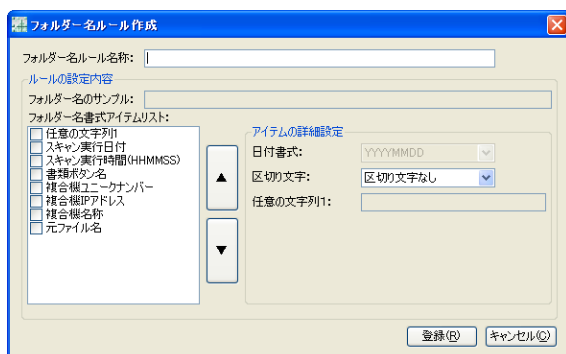 フォルダー名ルール作成
フォルダー名ルール名称:
ルールの設定内容
フォルダー名のサンプル:
フォルダー名書式アイテムリスト:
任意の文字列1
スキャン実行日付
スキャン実行時間(HHMMSS)
書類ボタン名
複合機ユニークナンバー
複合機IPアドレス
複合機名称
元ファイル名
▲
▼
アイテムの詳細設定
日付書式: YYYYMMDD
区切り文字: 区切り文字なし
任意の文字列1:
登録(R) キャンセル(C)